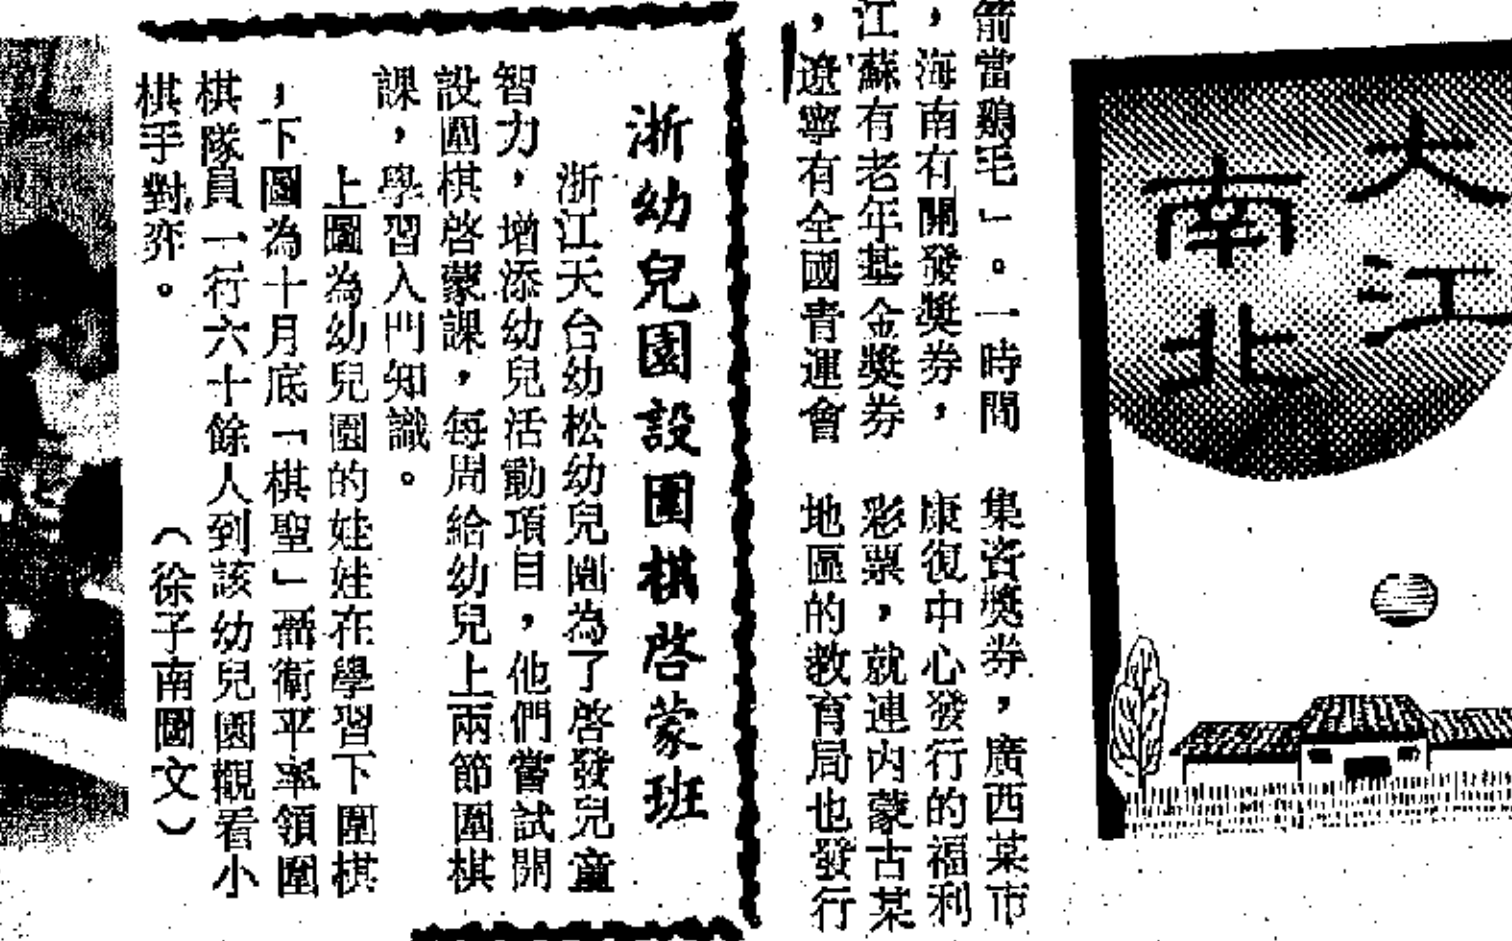 大江
南北
箭當鷄毛」。一時間
，海南有開發獎券，
江蘇有老年基金獎券
，遼寧有全國青運會
集資獎券，廣西某市
康復中心發行的福利
彩票，就連内蒙古某
地區的教育局也發行
浙幼兒園設圍棋啓蒙班
浙江天台幼松幼兒園為了啓發兒童
智力，增添幼兒活動項目，他們嘗試開
設圍棋啓蒙課，每周給幼兒上兩節圍棋
課，學習入門知識。
上圖為幼兒園的娃娃在學習下圍棋
，下圖為十月底「棋聖」聶衛平率領圍
棋隊員一行六十餘人到該幼兒園觀看小
棋手對弈。
（徐子南圖文）